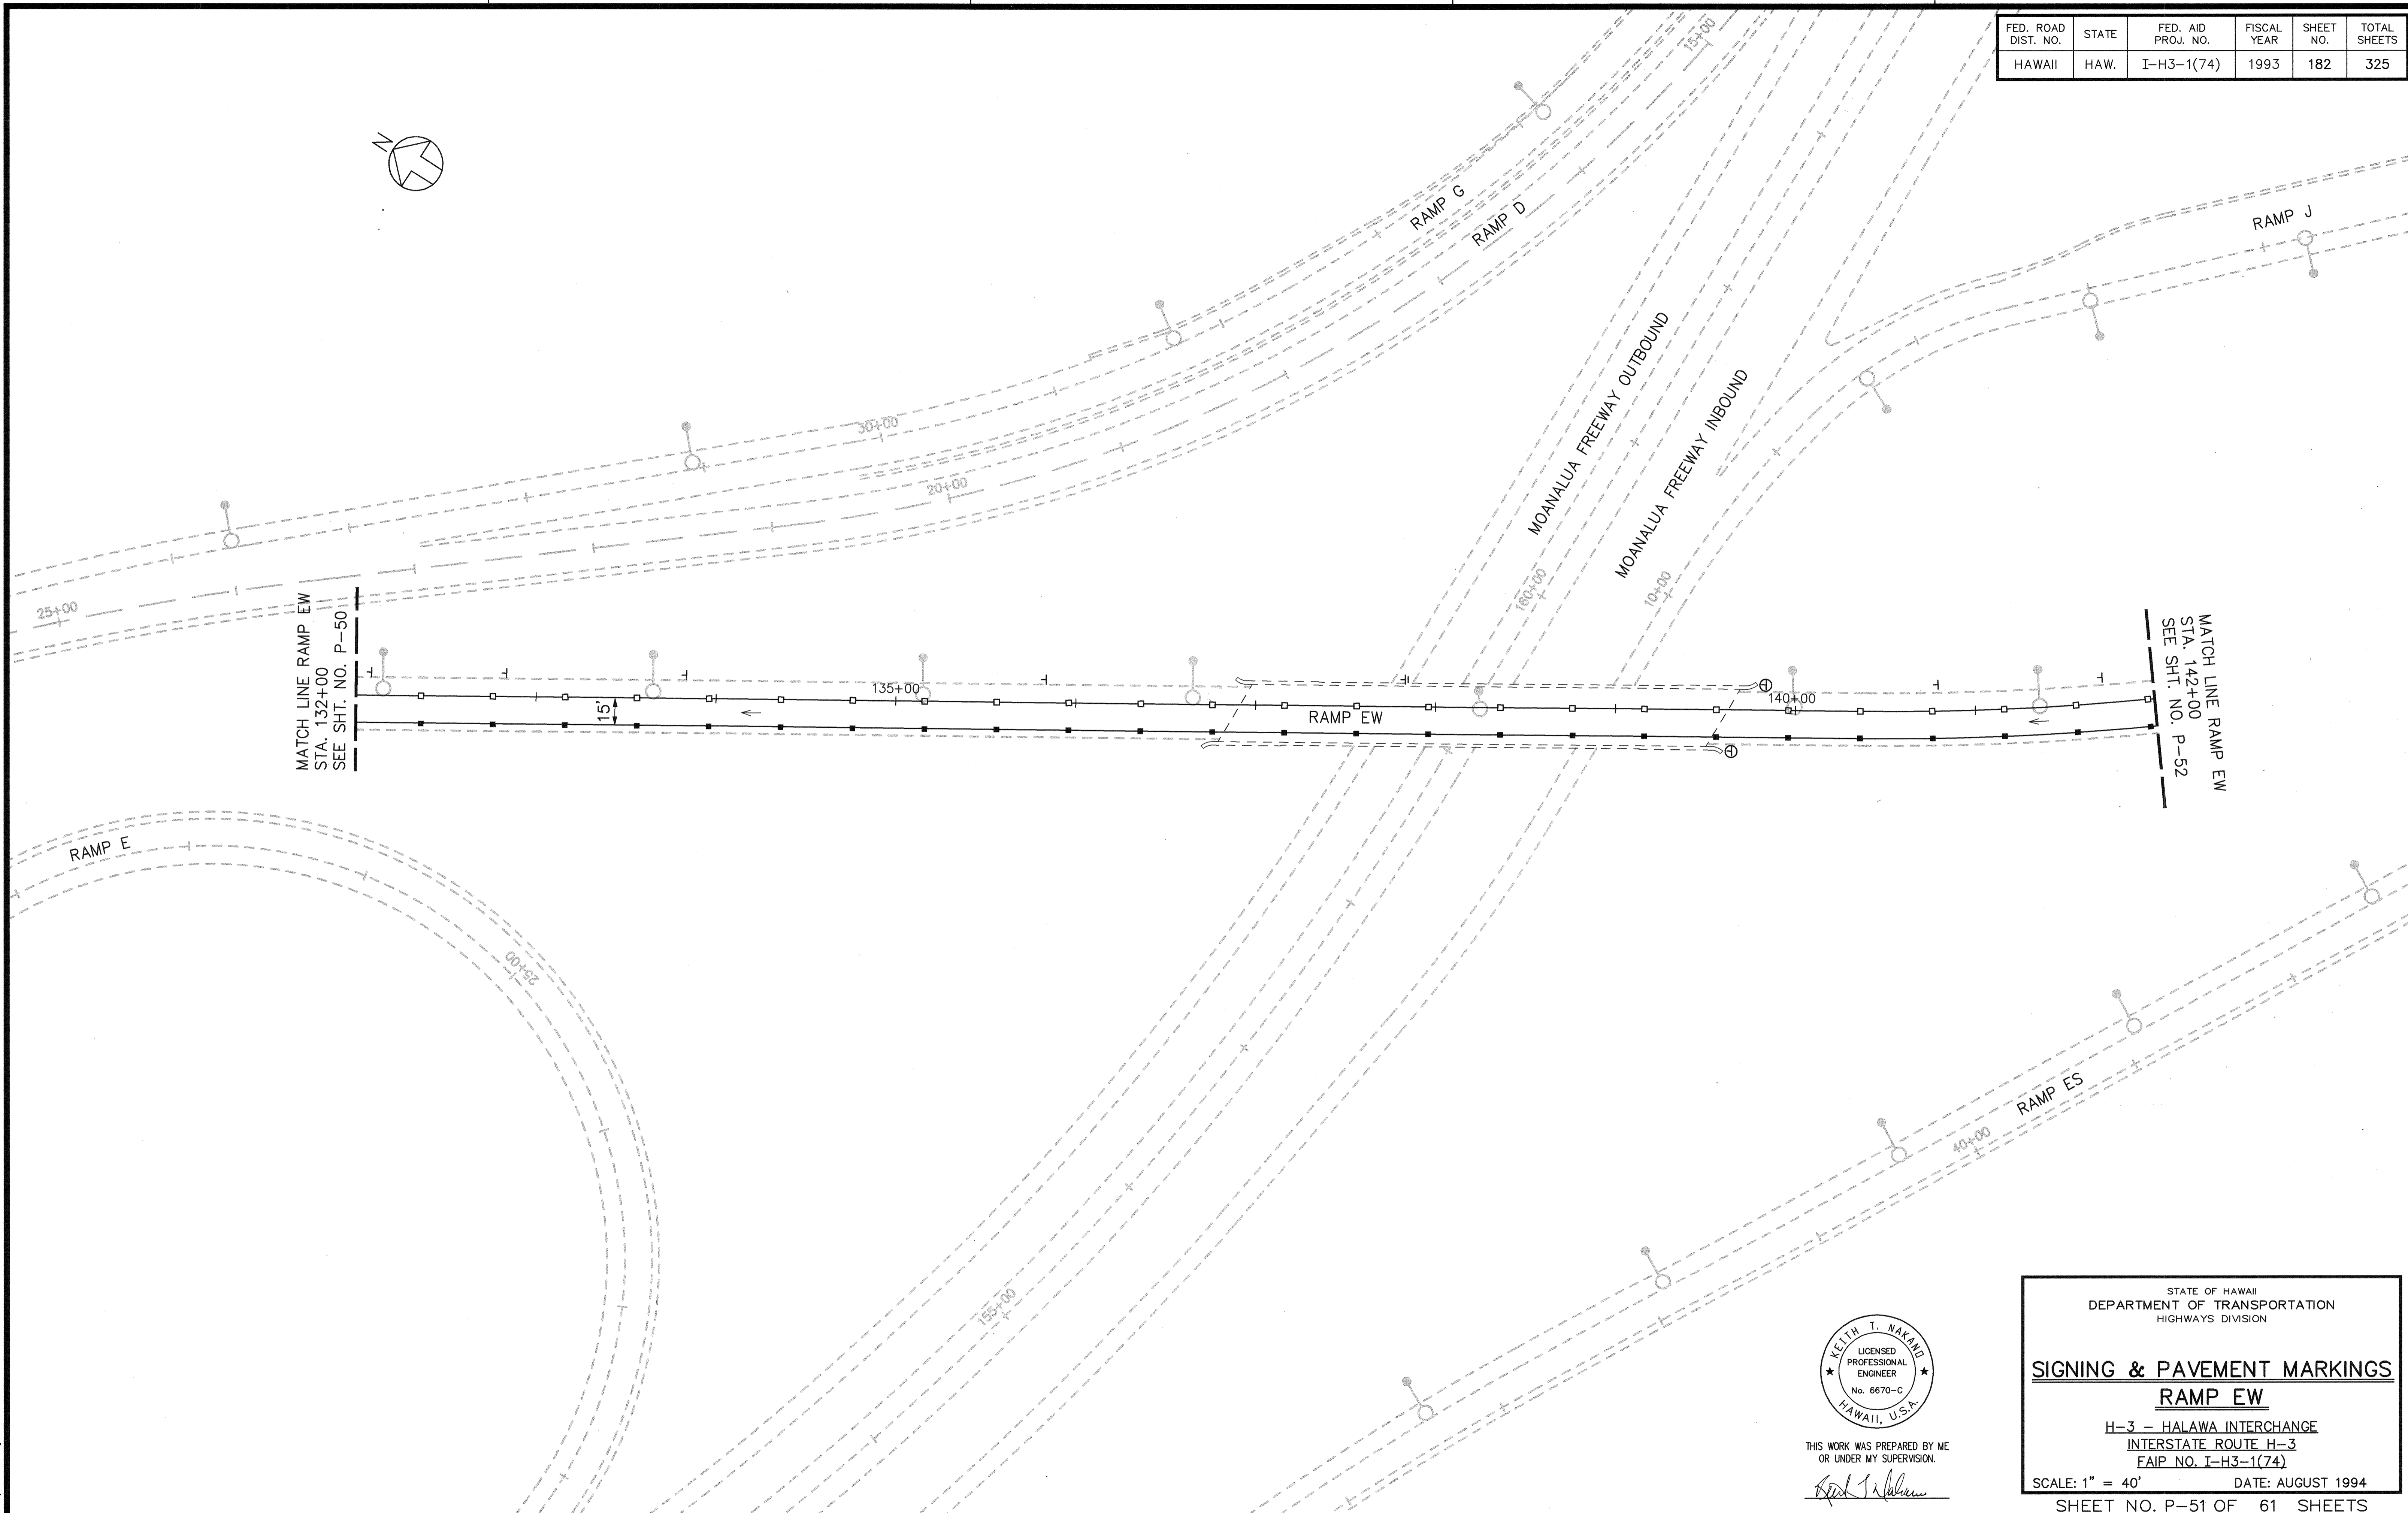 FED. ROAD DIST. NO. STATE FED. AID PROJ. NO. FISCAL YEAR SHEET NO. TOTAL SHEETS
HAWAII HAW. I-H3-1(74) 1993 182 325
N
15+00
RAMP G
RAMP D
RAMP J
MOANALUA FREEWAY OUTBOUND
MOANALUA FREEWAY INBOUND
30+00
20+00
25+00
160+00
10+00
MATCH LINE RAMP EW
STA. 132+00
SEE SHT. NO. P-50
15'
135+00
RAMP EW
140+00
MATCH LINE RAMP EW
STA. 142+00
SEE SHT. NO. P-52
RAMP E
25+00
RAMP ES
40+00
155+00
KEITH T. NAKANO
LICENSED
PROFESSIONAL
ENGINEER
No. 6670-C
HAWAII, U.S.A.
THIS WORK WAS PREPARED BY ME
OR UNDER MY SUPERVISION.
STATE OF HAWAII
DEPARTMENT OF TRANSPORTATION
HIGHWAYS DIVISION
SIGNING & PAVEMENT MARKINGS
RAMP EW
H-3 - HALAWA INTERCHANGE
INTERSTATE ROUTE H-3
FAIP NO. I-H3-1(74)
SCALE: 1" = 40' DATE: AUGUST 1994
SHEET NO. P-51 OF 61 SHEETS